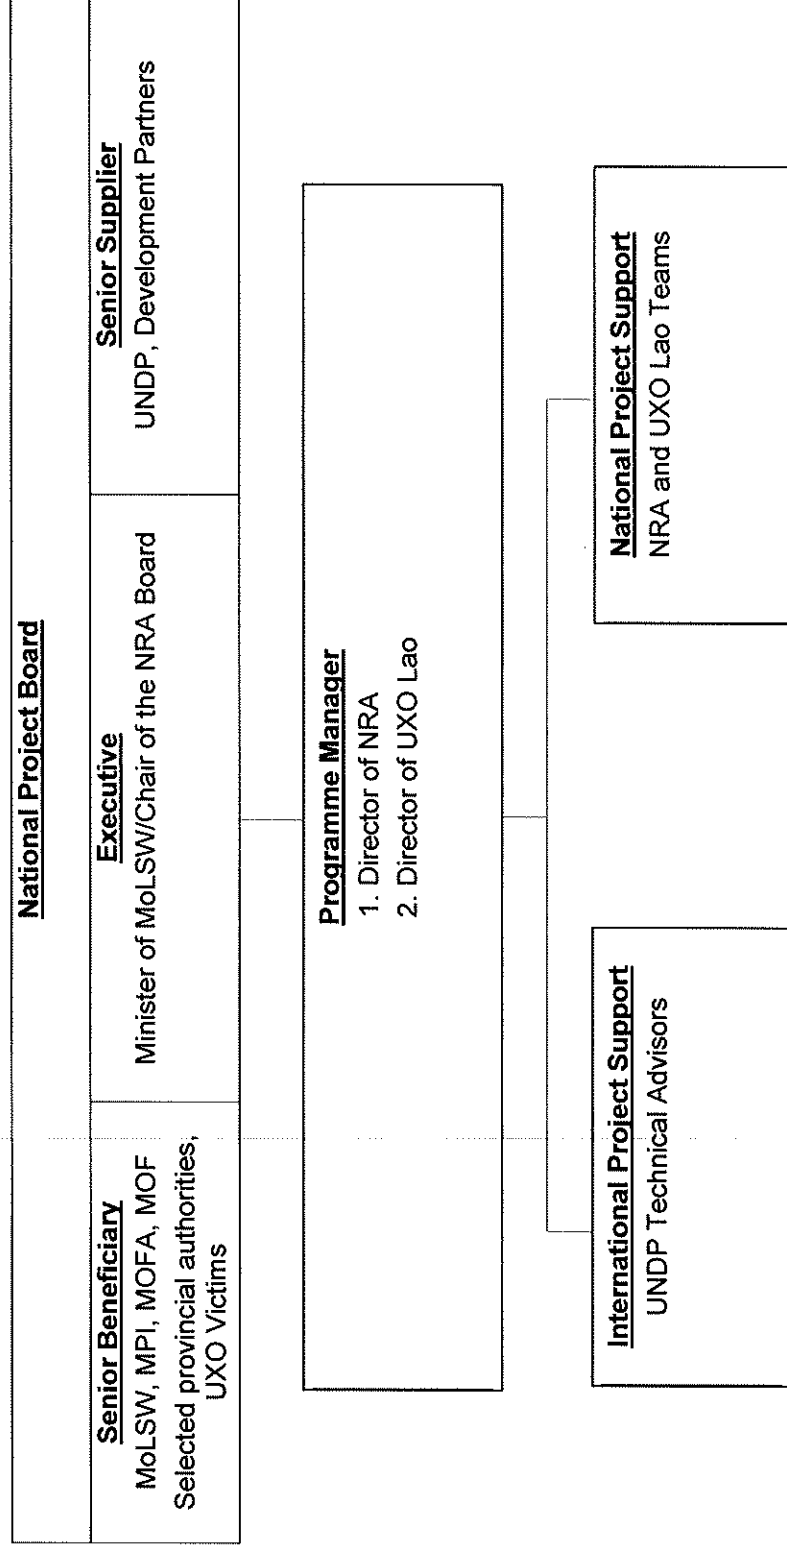 National Project Board
Senior Beneficiary
MoLSW, MPI, MOFA, MOF
Selected provincial authorities,
UXO Victims
Executive
Minister of MoLSW/Chair of the NRA Board
Senior Supplier
UNDP, Development Partners
Programme Manager
1. Director of NRA
2. Director of UXO Lao
International Project Support
UNDP Technical Advisors
National Project Support
NRA and UXO Lao Teams